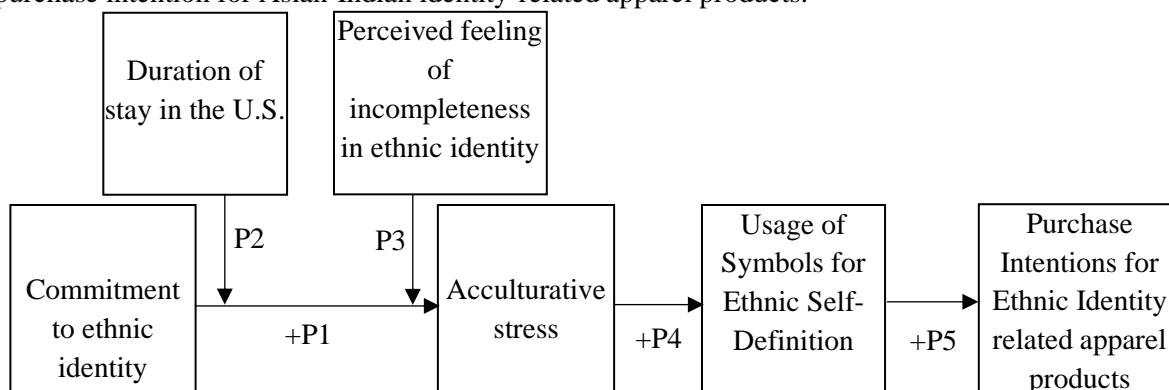 purchase intention for Asian-Indian identity-related apparel products.
Duration of
stay in the U.S.
Perceived feeling
of
incompleteness
in ethnic identity
P2
P3
Commitment
to ethnic
identity
+P1
Acculturative
stress
+P4
Usage of
Symbols for
Ethnic Self-
Definition
+P5
Purchase
Intentions for
Ethnic Identity
related apparel
products